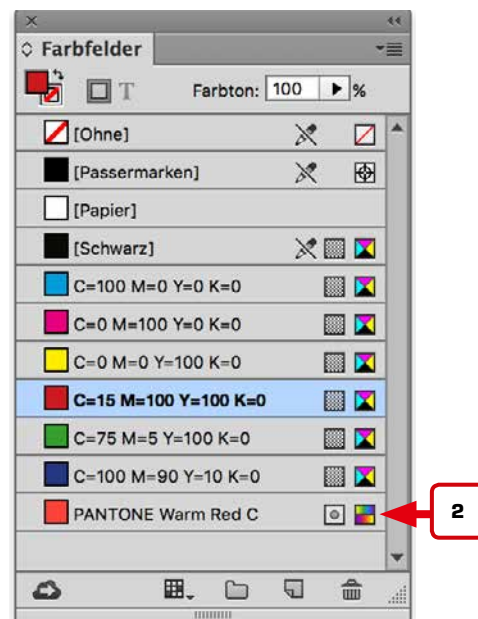 Farbfelder
T Farbton: 100 %
[Ohne]
[Passermarken]
[Papier]
[Schwarz]
C=100 M=0 Y=0 K=0
C=0 M=100 Y=0 K=0
C=0 M=0 Y=100 K=0
C=15 M=100 Y=100 K=0
C=75 M=5 Y=100 K=0
C=100 M=90 Y=10 K=0
PANTONE Warm Red C
2